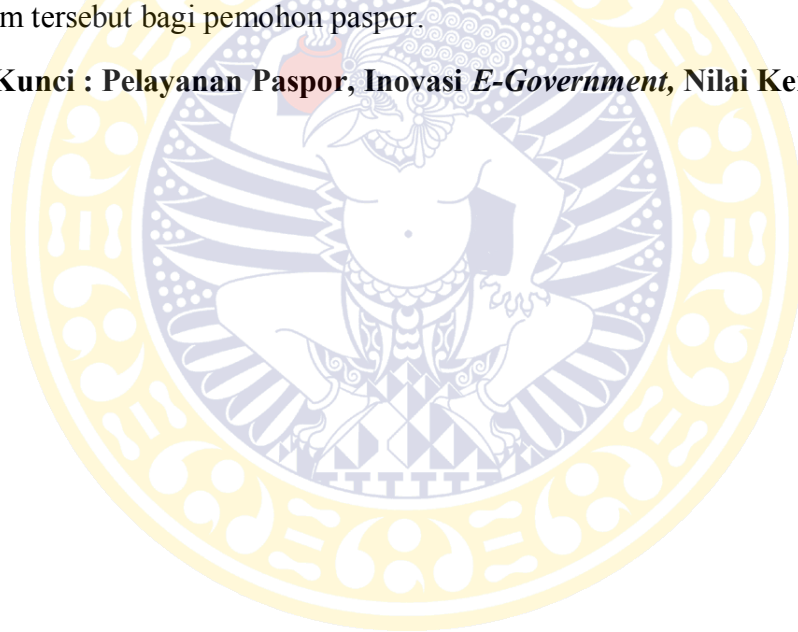 m tersebut bagi pemohon paspor.
Kunci : Pelayanan Paspor, Inovasi E-Government, Nilai Ke